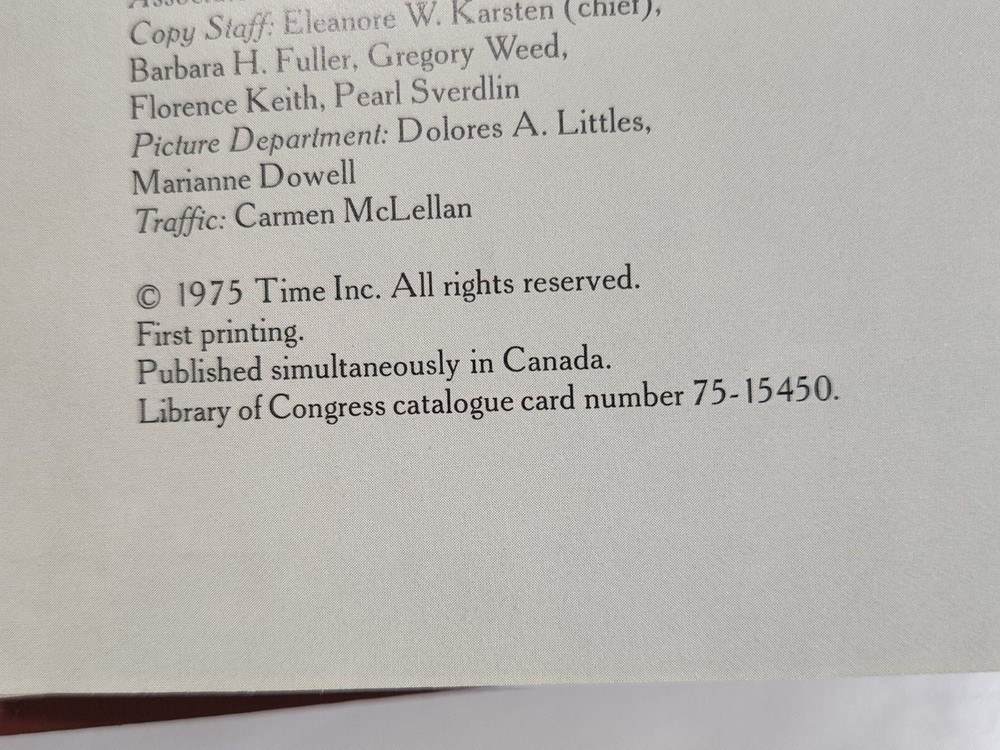 Copy Staff: Eleanore W. Karsten (chief),
Barbara H. Fuller, Gregory Weed,
Florence Keith, Pearl Sverdlin
Picture Department: Dolores A. Littles,
Marianne Dowell
Traffic: Carmen McLellan
© 1975 Time Inc. All rights reserved.
First printing.
Published simultaneously in Canada.
Library of Congress catalogue card number 75-15450.